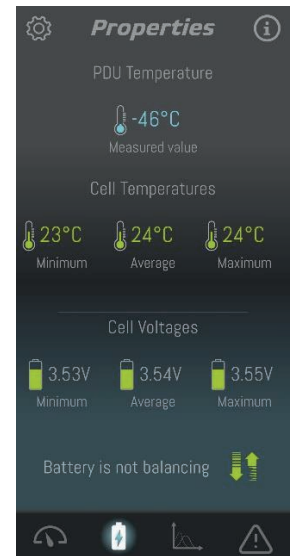 Properties
PDU Temperature
-46°C
Measured value
Cell Temperatures
23°C 24°C 24°C
Minimum Average Maximum
Cell Voltages
3.53V 3.54V 3.55V
Minimum Average Maximum
Battery is not balancing